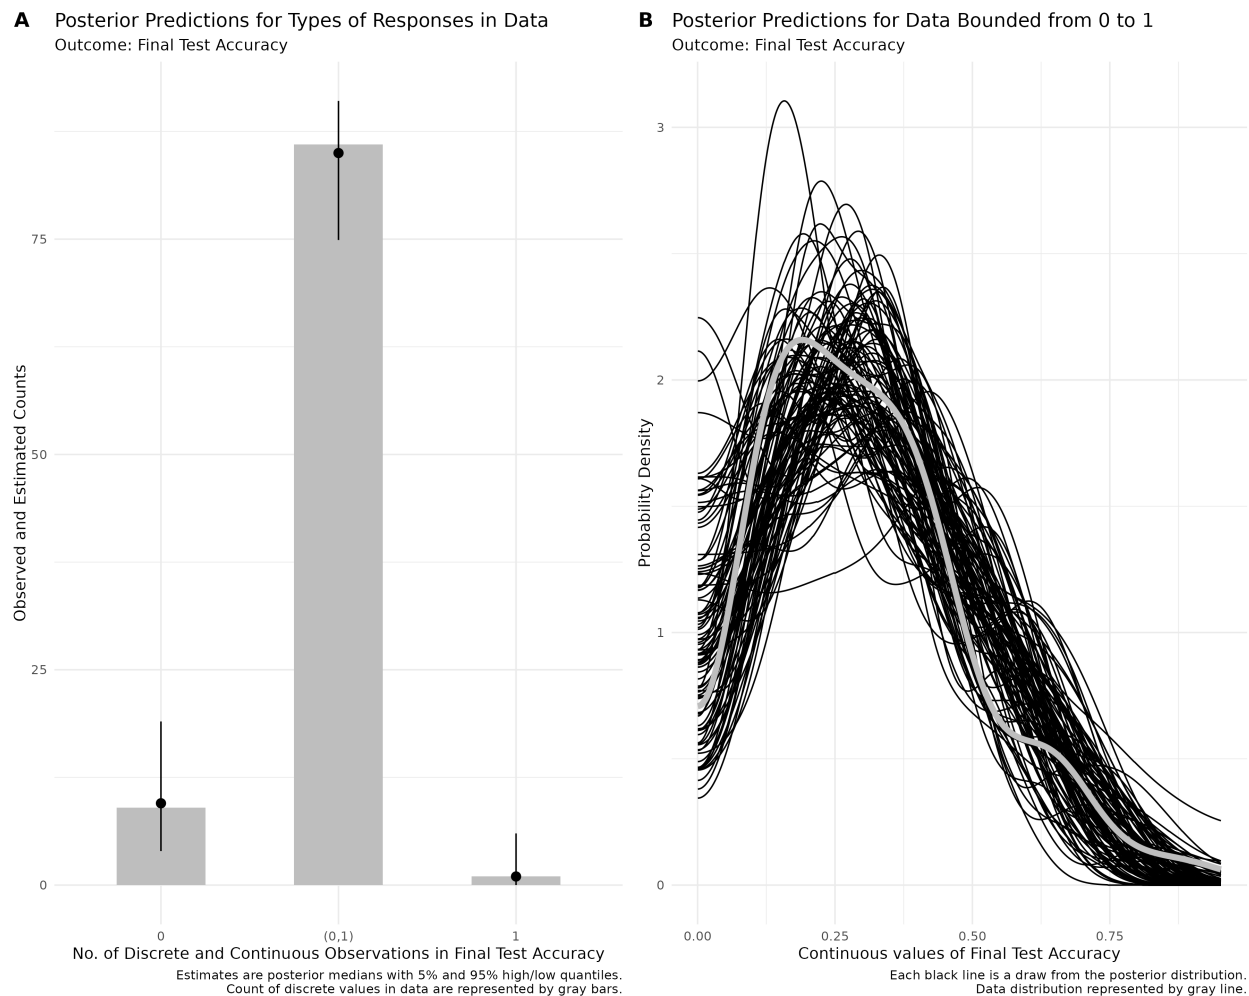 A
Posterior Predictions for Types of Responses in Data
Outcome: Final Test Accuracy
Observed and Estimated Counts
75
50
25
0
0
(0,1)
1
No. of Discrete and Continuous Observations in Final Test Accuracy
Estimates are posterior medians with 5% and 95% high/low quantiles.
Count of discrete values in data are represented by gray bars.
B
Posterior Predictions for Data Bounded from 0 to 1
Outcome: Final Test Accuracy
Probability Density
3
2
1
0
0.00
0.25
0.50
0.75
Continuous values of Final Test Accuracy
Each black line is a draw from the posterior distribution.
Data distribution represented by gray line.